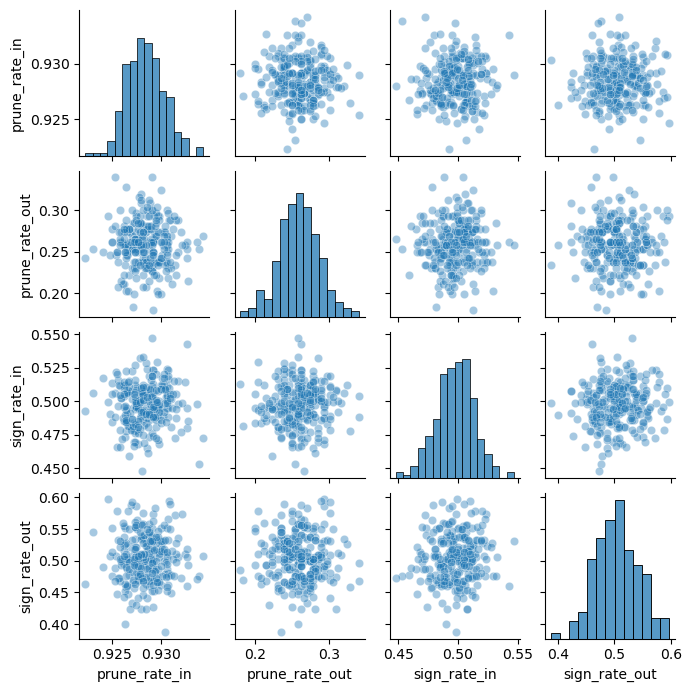 prune_rate_in
0.930
0.925
prune_rate_out
0.30
0.25
0.20
sign_rate_in
0.550
0.525
0.500
0.475
0.450
sign_rate_out
0.60
0.55
0.50
0.45
0.40
0.925 0.930 0.2 0.3 0.45 0.50 0.55 0.4 0.5 0.6
prune_rate_in prune_rate_out sign_rate_in sign_rate_out